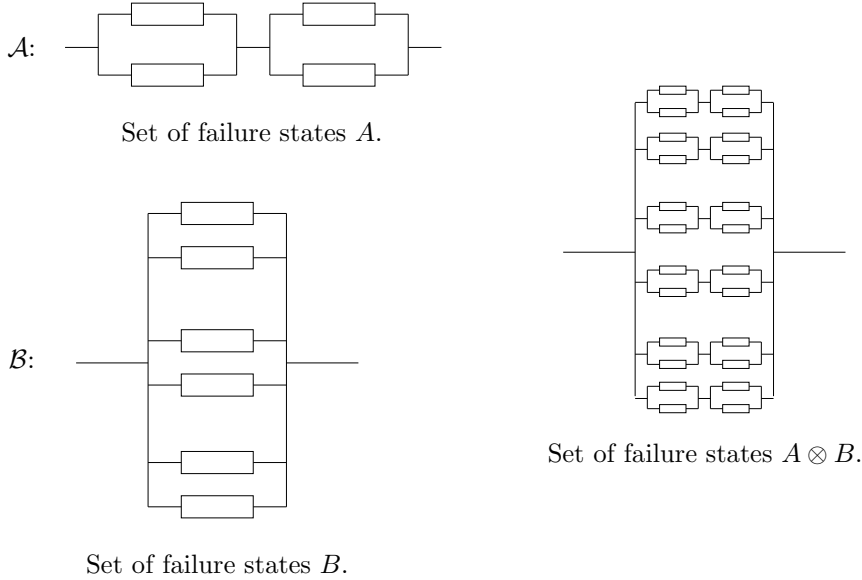 𝒜:
Set of failure states A.
ℬ:
Set of failure states B.
Set of failure states A ⊗ B.